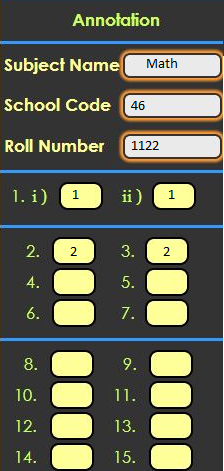 Annotation
Subject Name Math
School Code 46
Roll Number 1122
1. i) 1 ii) 1
2. 2 3. 2
4. 5.
6. 7.
8. 9.
10. 11.
12. 13.
14. 15.